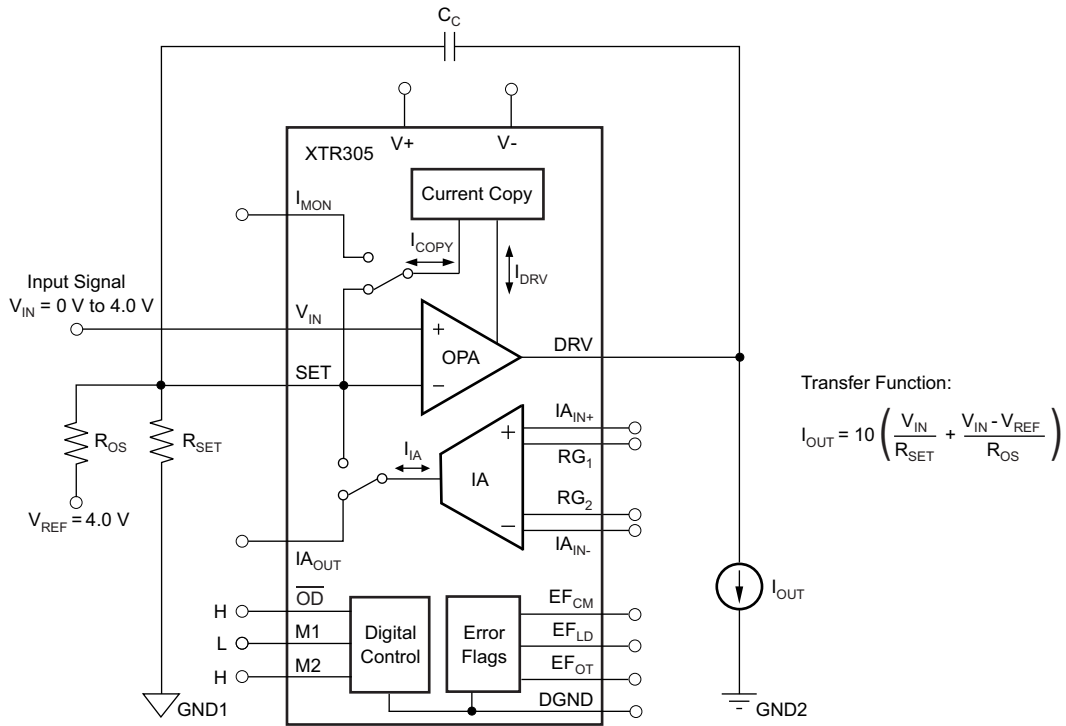 C_C
V+
V-
XTR305
Current Copy
I_MON
I_COPY
I_DRV
Input Signal
V_IN = 0 V to 4.0 V
V_IN
+
OPA
−
DRV
SET
R_OS
R_SET
V_REF = 4.0 V
I_IA
+
IA
−
IA_IN+
RG_1
RG_2
IA_IN-
IA_OUT
Transfer Function:
I_OUT = 10 ( V_IN / R_SET + V_IN - V_REF / R_OS )
I_OUT
H
O̅D̅
L
M1
H
M2
Digital
Control
Error
Flags
EF_CM
EF_LD
EF_OT
DGND
GND1
GND2